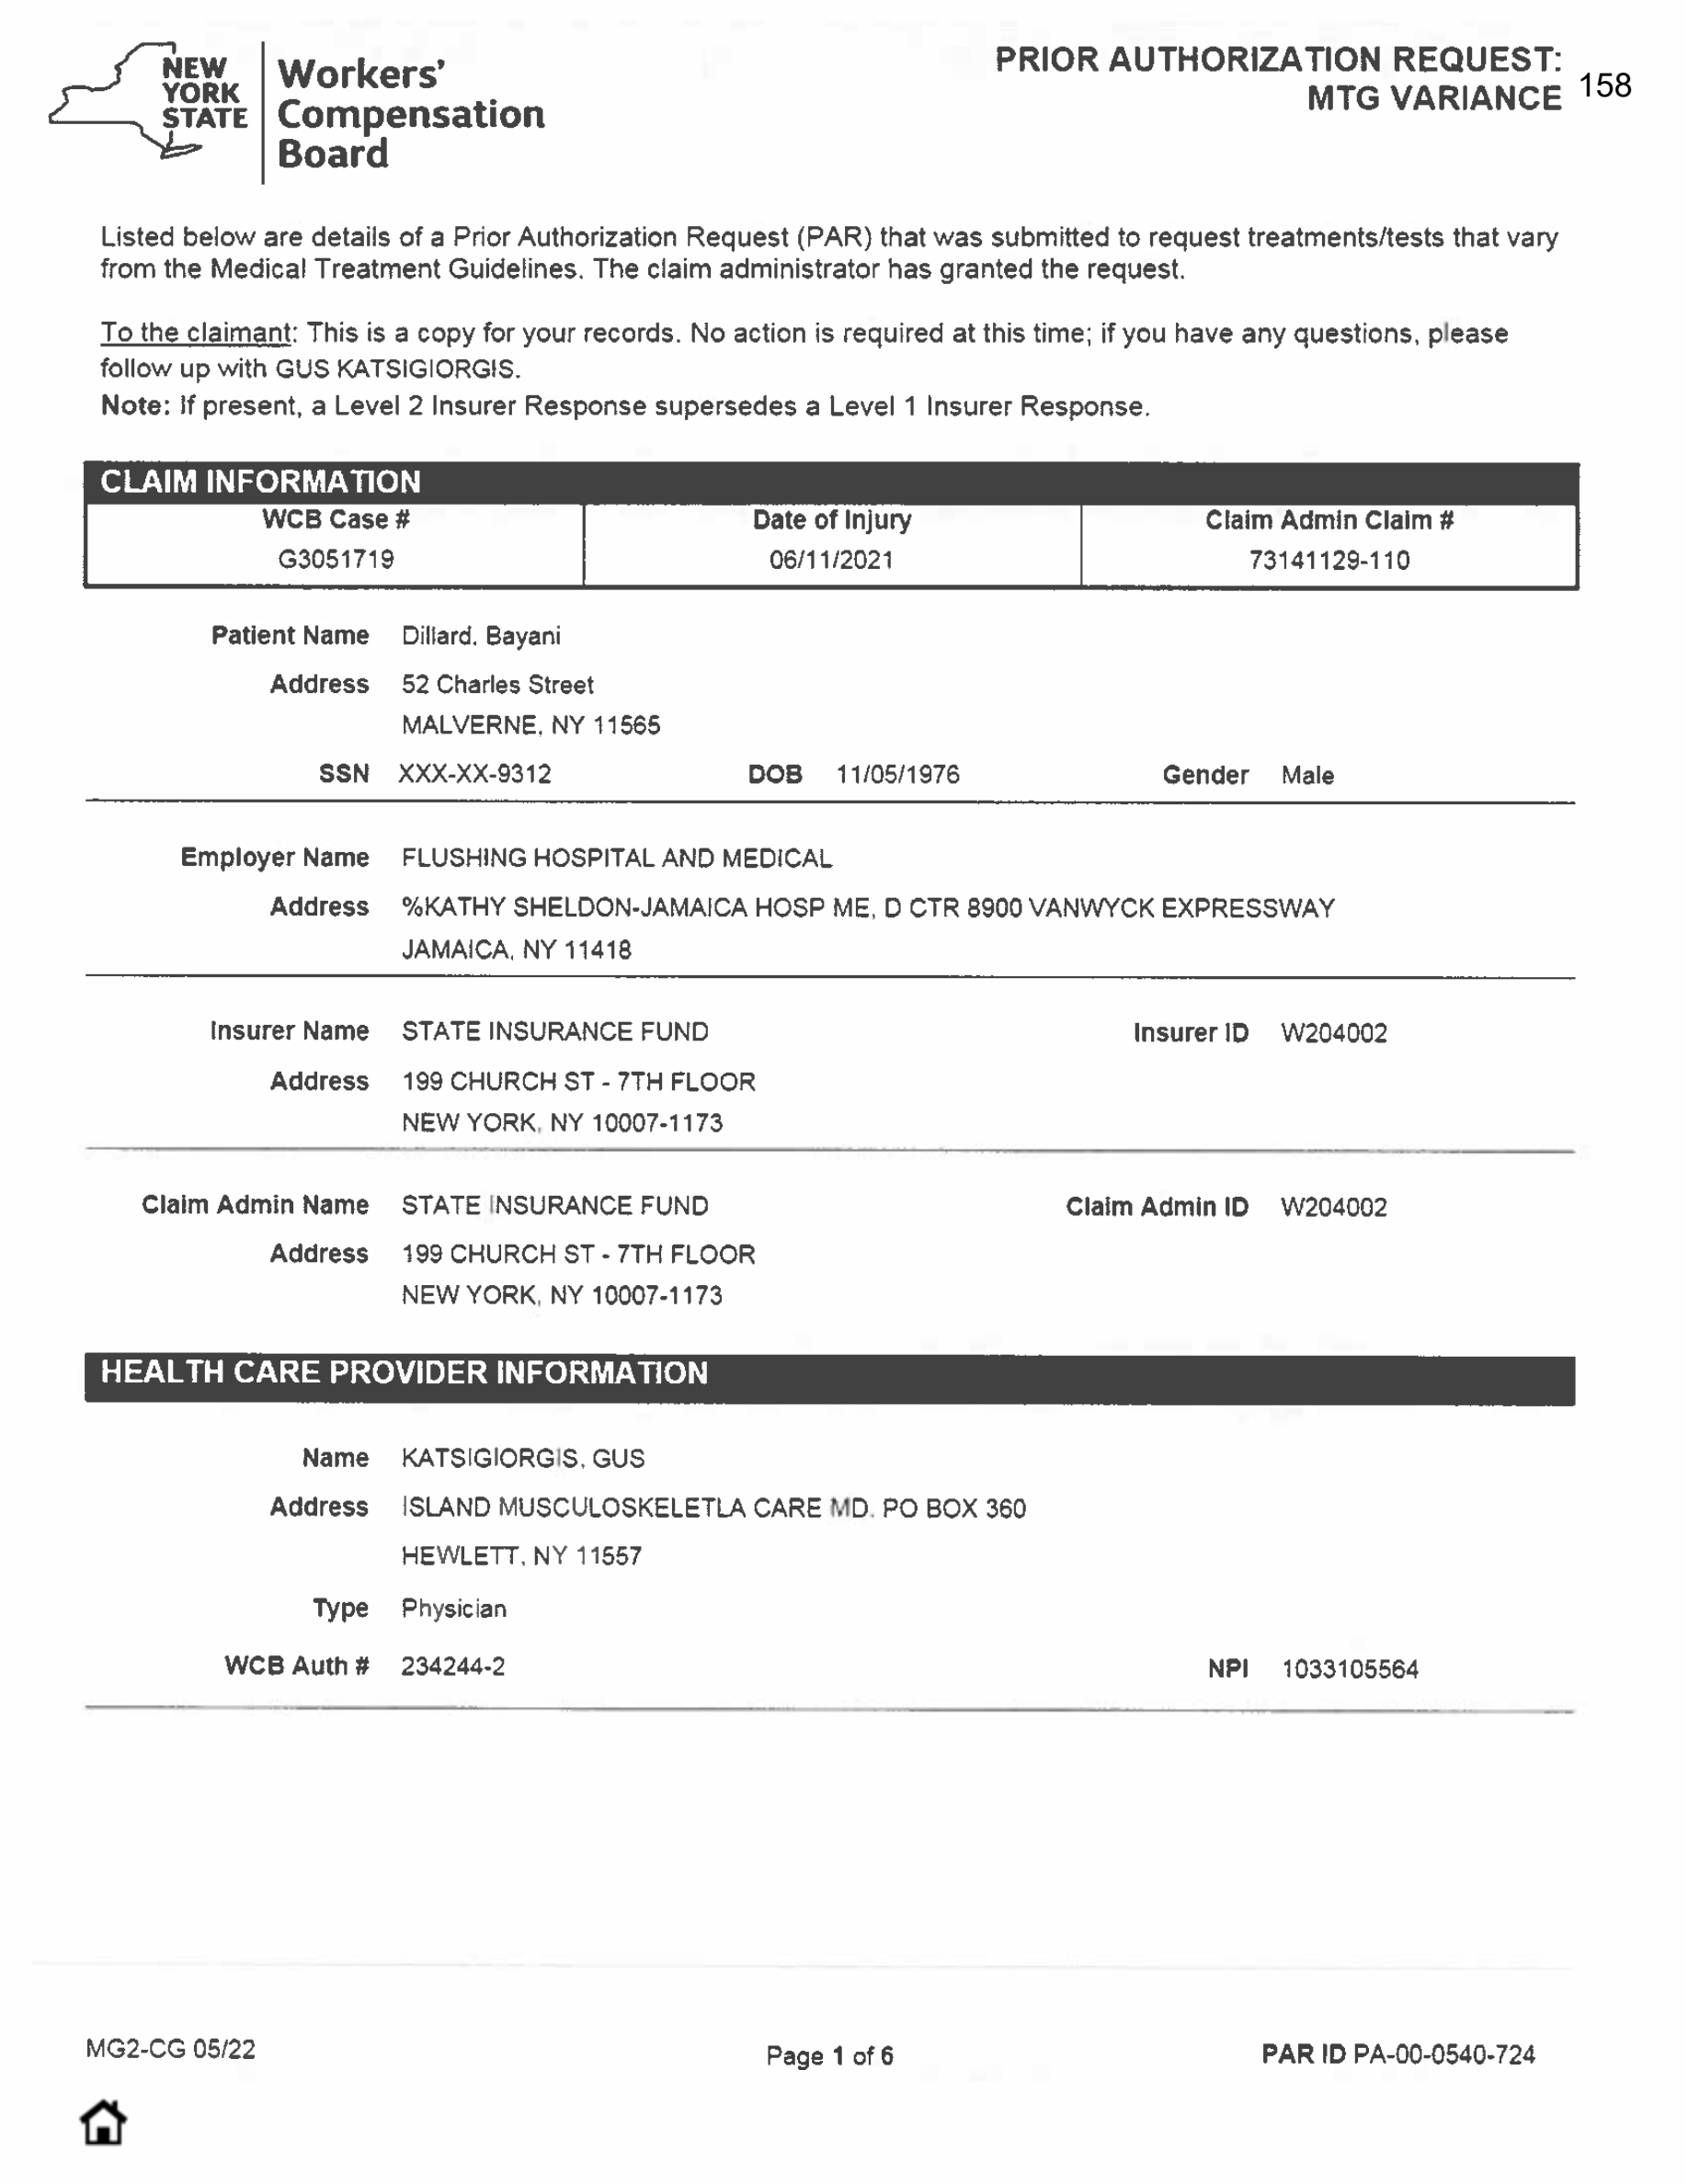 NEW
YORK
STATE
Workers'
Compensation
Board
PRIOR AUTHORIZATION REQUEST:
MTG VARIANCE
158
Listed below are details of a Prior Authorization Request (PAR) that was submitted to request treatments/tests that vary
from the Medical Treatment Guidelines. The claim administrator has granted the request.
To the claimant: This is a copy for your records. No action is required at this time; if you have any questions, please
follow up with GUS KATSIGIORGIS.
Note: If present, a Level 2 Insurer Response supersedes a Level 1 Insurer Response.
CLAIM INFORMATION
WCB Case # Date of Injury Claim Admin Claim #
G3051719 06/11/2021 73141129-110
Patient Name Dillard, Bayani
Address 52 Charles Street
MALVERNE, NY 11565
SSN XXX-XX-9312 DOB 11/05/1976 Gender Male
Employer Name FLUSHING HOSPITAL AND MEDICAL
Address %KATHY SHELDON-JAMAICA HOSP ME, D CTR 8900 VANWYCK EXPRESSWAY
JAMAICA, NY 11418
Insurer Name STATE INSURANCE FUND Insurer ID W204002
Address 199 CHURCH ST - 7TH FLOOR
NEW YORK, NY 10007-1173
Claim Admin Name STATE INSURANCE FUND Claim Admin ID W204002
Address 199 CHURCH ST - 7TH FLOOR
NEW YORK, NY 10007-1173
HEALTH CARE PROVIDER INFORMATION
Name KATSIGIORGIS, GUS
Address ISLAND MUSCULOSKELETLA CARE MD. PO BOX 360
HEWLETT, NY 11557
Type Physician
WCB Auth # 234244-2 NPI 1033105564
MG2-CG 05/22 Page 1 of 6 PAR ID PA-00-0540-724